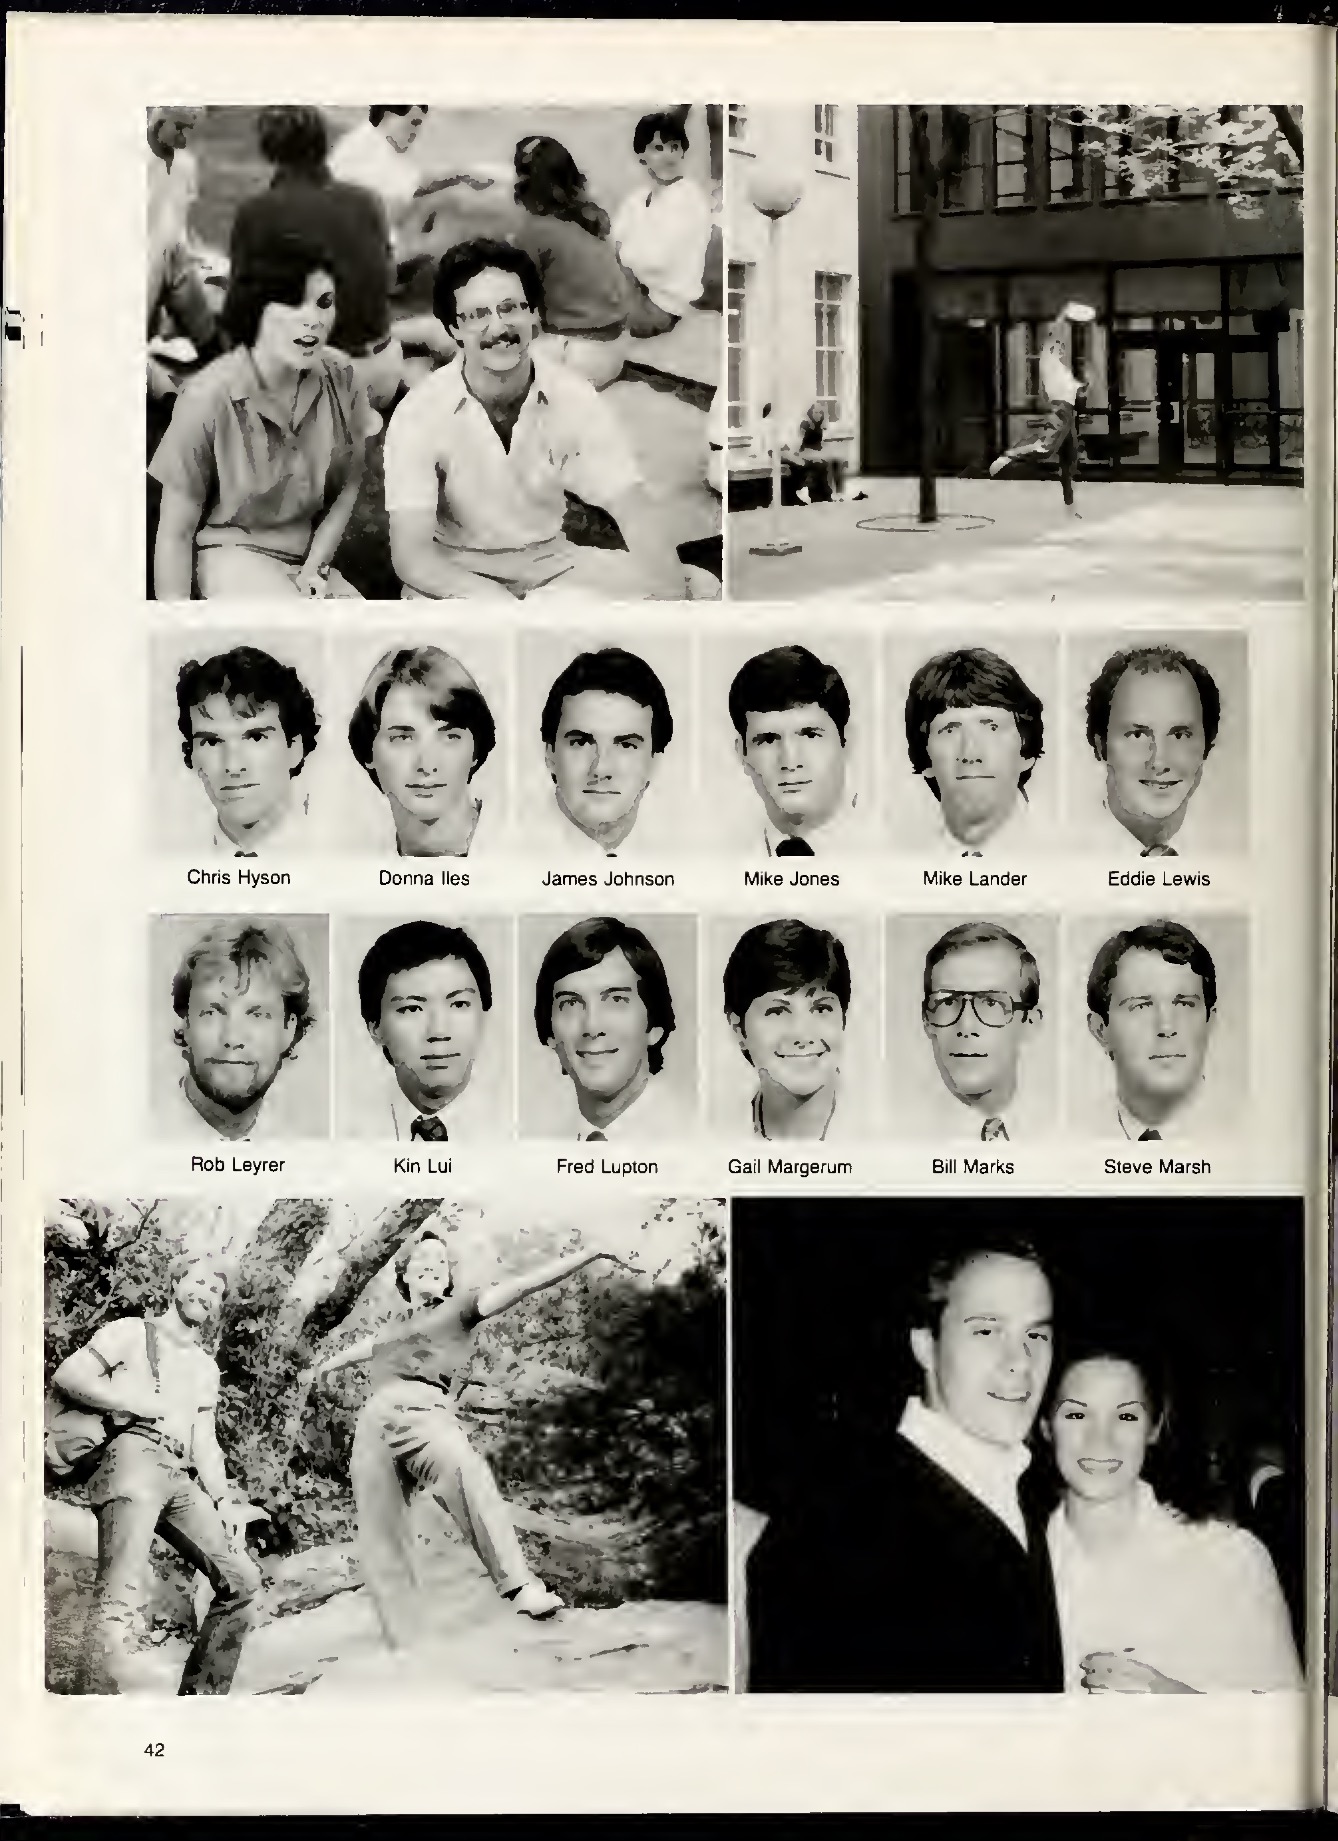 Chris Hyson Donna Iles James Johnson Mike Jones Mike Lander Eddie Lewis
Rob Leyrer Kin Lui Fred Lupton Gail Margerum Bill Marks Steve Marsh
42